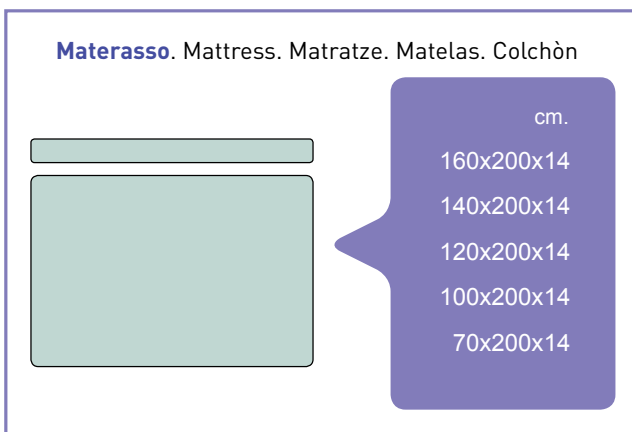 Materasso. Mattress. Matratze. Matelas. Colchòn
cm.
160x200x14
140x200x14
120x200x14
100x200x14
70x200x14